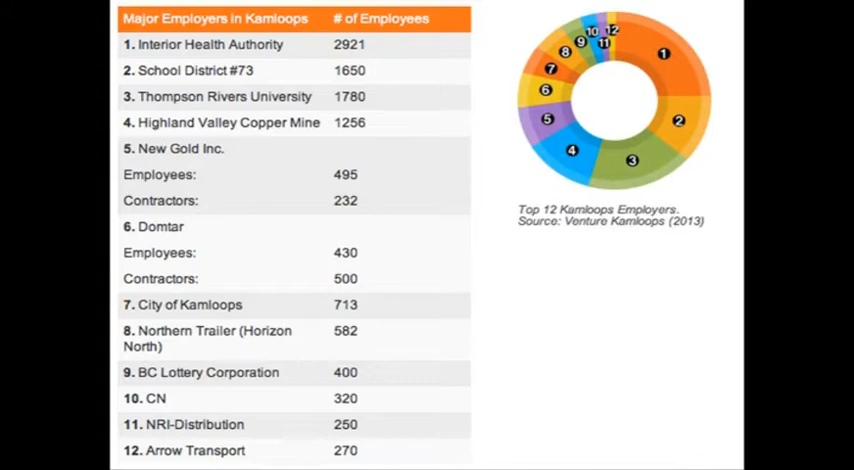 Major Employers in Kamloops # of Employees
1. Interior Health Authority 2921
2. School District #73 1650
3. Thompson Rivers University 1780
4. Highland Valley Copper Mine 1256
5. New Gold Inc.
Employees: 495
Contractors: 232
6. Domtar
Employees: 430
Contractors: 500
7. City of Kamloops 713
8. Northern Trailer (Horizon 582
North)
9. BC Lottery Corporation 400
10. CN 320
11. NRI-Distribution 250
12. Arrow Transport 270
1
2
3
4
5
6
7
8
9
10
11
12
Top 12 Kamloops Employers.
Source: Venture Kamloops (2013)